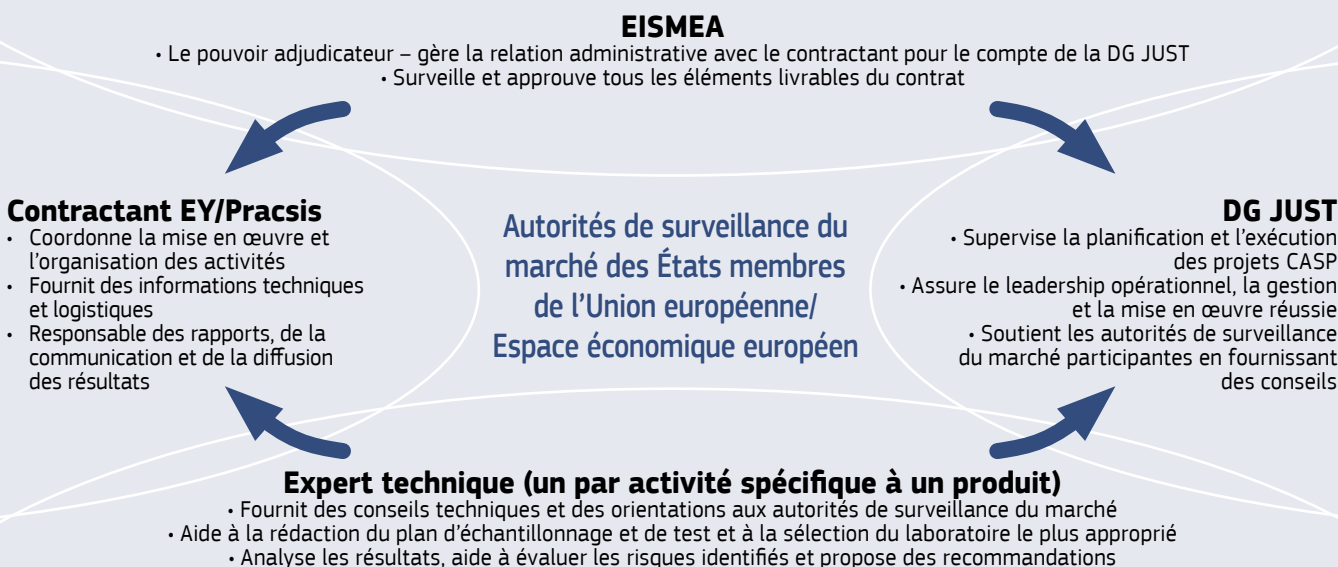 EISMEA
• Le pouvoir adjudicateur – gère la relation administrative avec le contractant pour le compte de la DG JUST
• Surveille et approuve tous les éléments livrables du contrat
Contractant EY/Pracsis
• Coordonne la mise en œuvre et
l'organisation des activités
• Fournit des informations techniques
et logistiques
• Responsable des rapports, de la
communication et de la diffusion
des résultats
Autorités de surveillance du
marché des États membres
de l'Union européenne/
Espace économique européen
DG JUST
• Supervise la planification et l'exécution
des projets CASP
• Assure le leadership opérationnel, la gestion
et la mise en œuvre réussie
• Soutient les autorités de surveillance
du marché participantes en fournissant
des conseils
Expert technique (un par activité spécifique à un produit)
• Fournit des conseils techniques et des orientations aux autorités de surveillance du marché
• Aide à la rédaction du plan d'échantillonnage et de test et à la sélection du laboratoire le plus approprié
• Analyse les résultats, aide à évaluer les risques identifiés et propose des recommandations